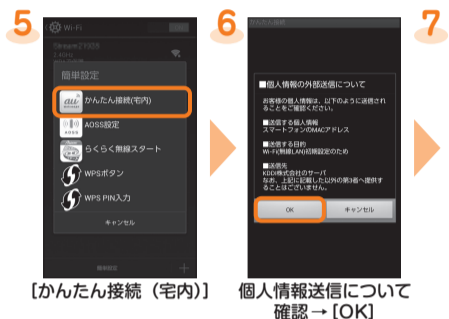 5
Wi-Fi
簡単設定
au
かんたん接続(宅内)
AOSS
AOSS設定
らくらく無線スタート
WPSボタン
WPS PIN入力
キャンセル
簡単設定
[かんたん接続（宅内）]
6
かんたん接続
■個人情報の外部送信について
お客様の個人情報は、以下のように送信され
ることをご確認ください。
■送信する個人情報
スマートフォンのMACアドレス
■送信する目的
Wi-Fi(無線LAN)初期設定のため
■送信先
KDDI株式会社のサーバ
なお、上記に記載した以外の第3者へ提供す
ることはございません。
OK
キャンセル
個人情報送信について
確認→[OK]
7